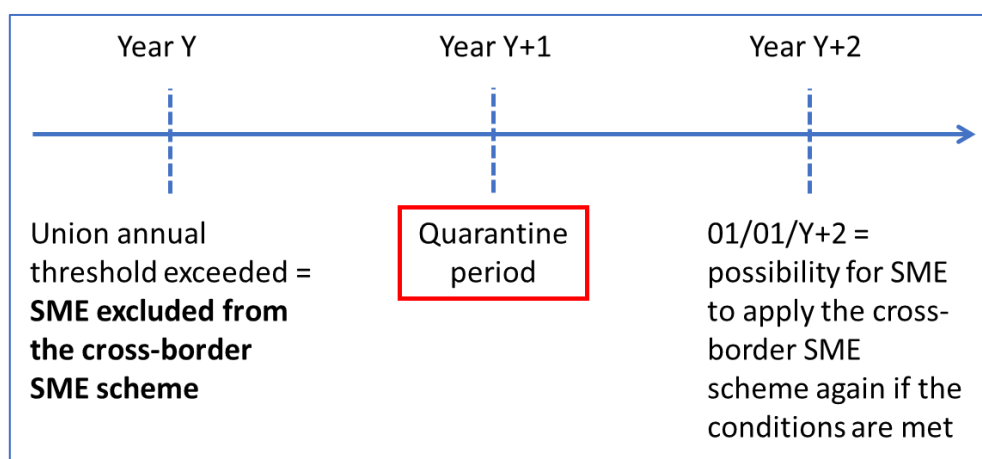 Year Y
Year Y+1
Year Y+2
Union annual
threshold exceeded =
SME excluded from
the cross-border
SME scheme
Quarantine
period
01/01/Y+2 =
possibility for SME
to apply the cross-
border SME
scheme again if the
conditions are met